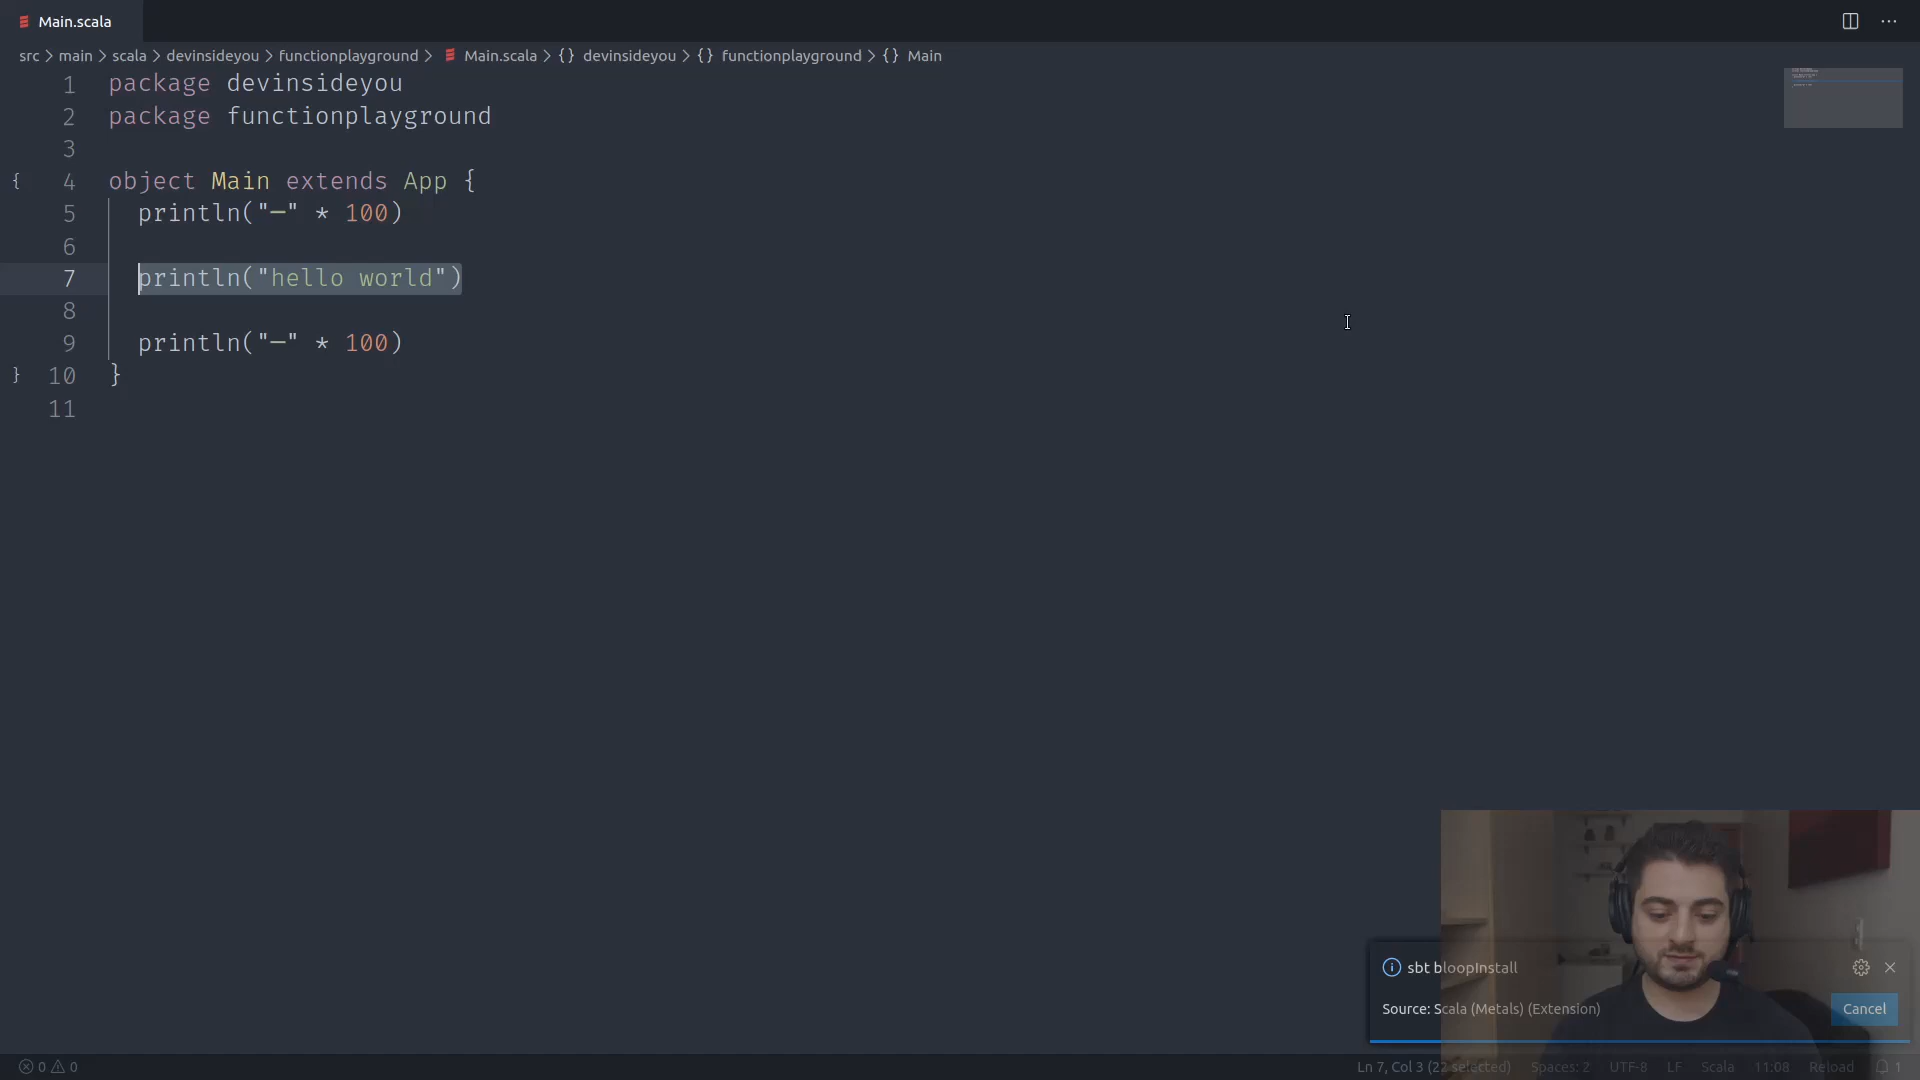 Main.scala
src > main > scala > devinsideyou > functionplayground > Main.scala > {} devinsideyou > {} functionplayground > {} Main
1 package devinsideyou
2 package functionplayground
3
{ 4 object Main extends App {
5 println("—" * 100)
6
7 println("hello world")
8
9 println("—" * 100)
} 10 }
11
sbt bloopInstall
Source: Scala (Metals) (Extension)
Cancel
0 0 Ln 7, Col 3 (22 selected) Spaces: 2 UTF-8 LF Scala 11:08 Reload 1